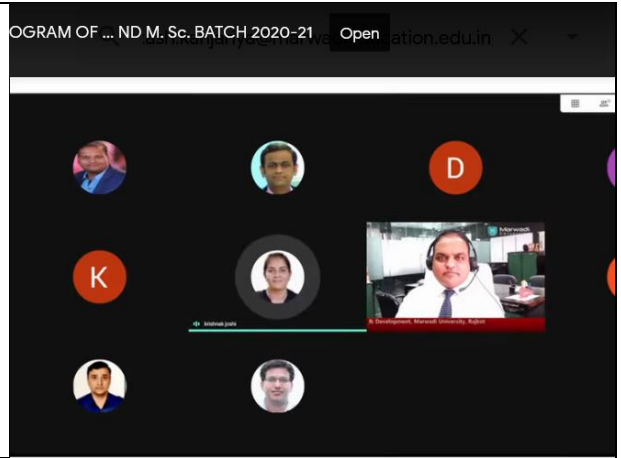 OGRAM OF ... ND M. Sc. BATCH 2020-21 Open ation.edu.in
D
Marwadi
K
krishnak joshi
& Development, Marwadi University, Rajkot